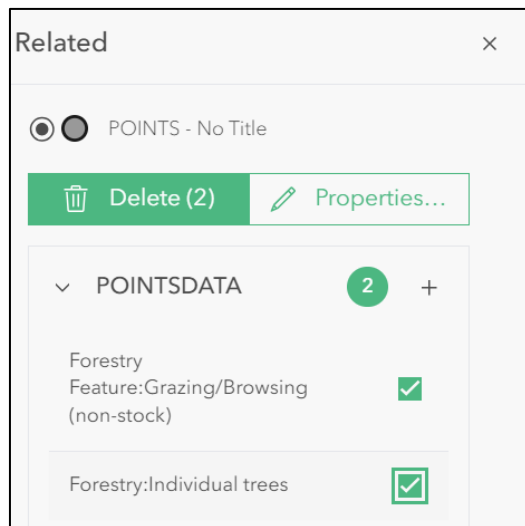 Related
POINTS - No Title
Delete (2)
Properties...
POINTSDATA
2
Forestry
Feature:Grazing/Browsing
(non-stock)
Forestry:Individual trees